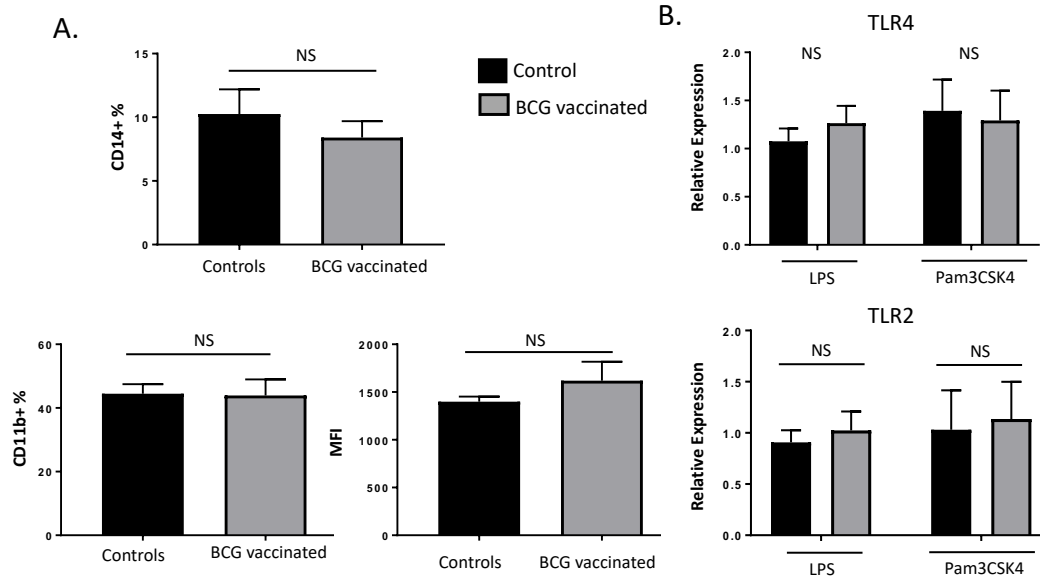 A.
NS
15
10
5
0
CD14+ %
Controls
BCG vaccinated
Control
BCG vaccinated
NS
60
40
20
0
CD11b+ %
Controls
BCG vaccinated
NS
2000
1500
1000
500
0
MFI
Controls
BCG vaccinated
B.
TLR4
NS
NS
2.0
1.5
1.0
0.5
0.0
Relative Expression
LPS
Pam3CSK4
TLR2
NS
NS
2.0
1.5
1.0
0.5
0.0
Relative Expression
LPS
Pam3CSK4